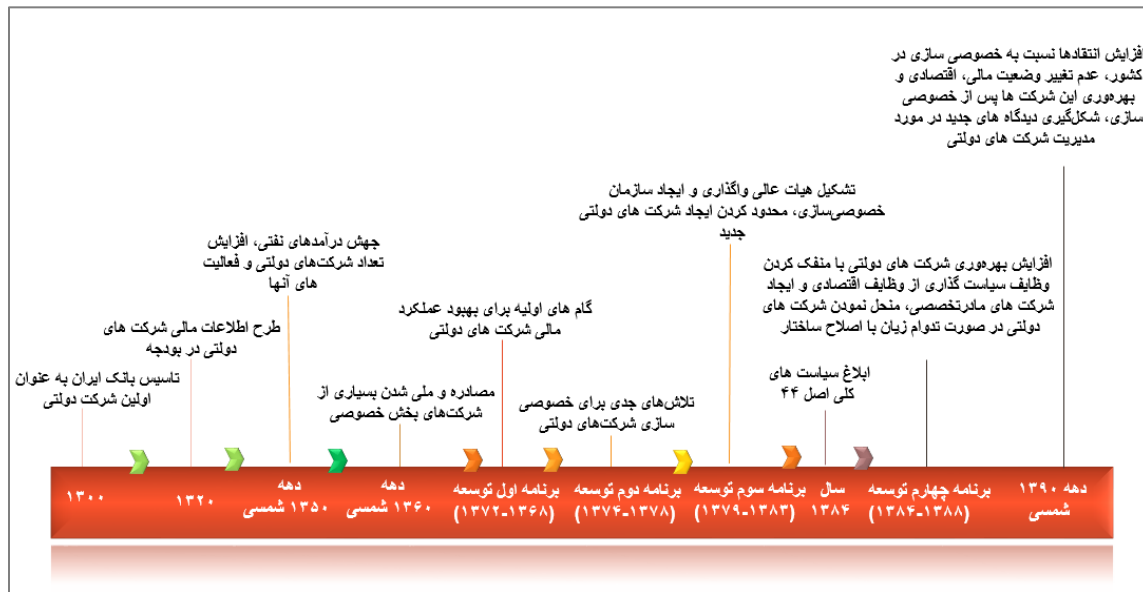 افزایش انتقادها نسبت به خصوصی سازی در
کشور، عدم تغییر وضعیت مالی، اقتصادی و
بهره‌وری این شرکت ها پس از خصوصی
سازی، شکل‌گیری دیدگاه های جدید در مورد
مدیریت شرکت های دولتی
تشکیل هیات عالی واگذاری و ایجاد سازمان
خصوصی‌سازی، محدود کردن ایجاد شرکت های دولتی
جدید
افزایش بهره‌وری شرکت های دولتی با منفک کردن
وظایف سیاست گذاری از وظایف اقتصادی و ایجاد
شرکت های مادرتخصصی، منحل نمودن شرکت های
دولتی در صورت تدوام زیان با اصلاح ساختار
جهش درآمدهای نفتی، افزایش
تعداد شرکت‌های دولتی و فعالیت
های آنها
گام های اولیه برای بهبود عملکرد
مالی شرکت های دولتی
طرح اطلاعات مالی شرکت های
دولتی در بودجه
ابلاغ سیاست های
کلی اصل ۴۴
تاسیس بانک ایران به عنوان
اولین شرکت دولتی
مصادره و ملی شدن بسیاری از
شرکت‌های بخش خصوصی
تلاش‌های جدی برای خصوصی
سازی شرکت‌های دولتی
۱۳۰۰
۱۳۲۰
دهه
۱۳۵۰ شمسی
دهه
۱۳۶۰ شمسی
برنامه اول توسعه
(۱۳۷۲-۱۳۶۸)
برنامه دوم توسعه
(۱۳۷۴-۱۳۷۸)
برنامه سوم توسعه
(۱۳۷۹-۱۳۸۳)
سال
۱۳۸۴
برنامه چهارم توسعه
(۱۳۸۴-۱۳۸۸)
دهه ۱۳۹۰
شمسی